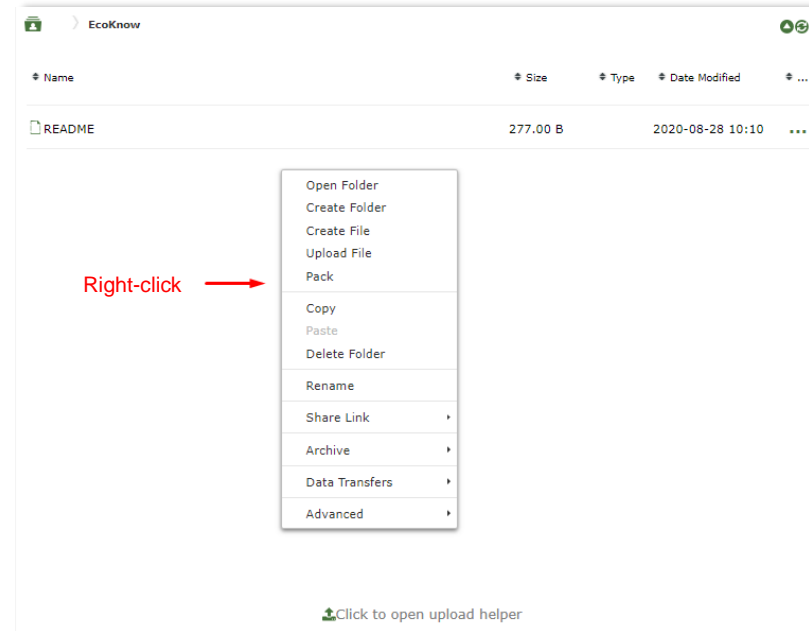 EcoKnow
Name Size Type Date Modified ...
README 277.00 B 2020-08-28 10:10 ...
Open Folder
Create Folder
Create File
Upload File
Pack
Right-click
Copy
Paste
Delete Folder
Rename
Share Link
Archive
Data Transfers
Advanced
Click to open upload helper